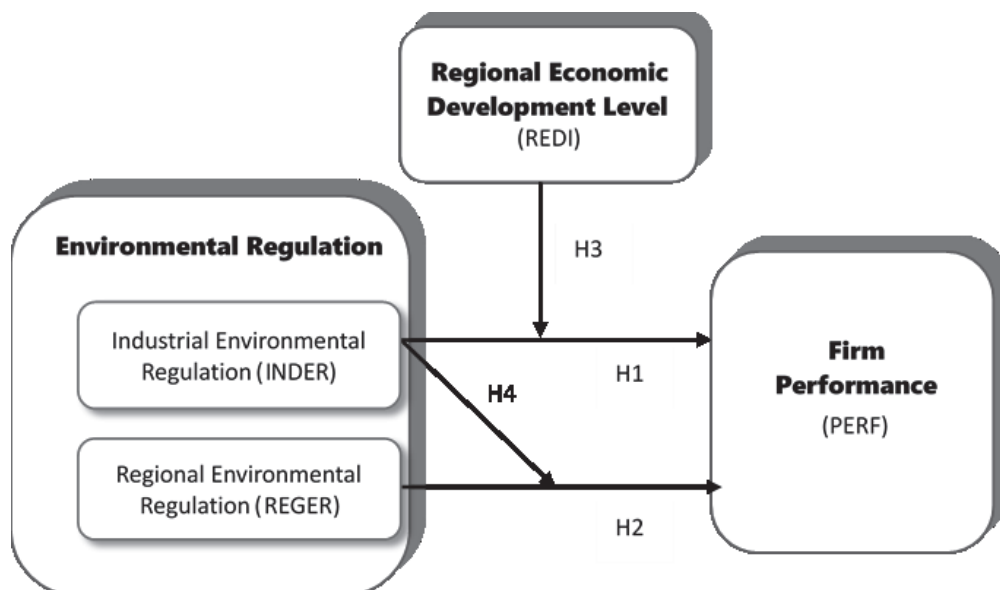 Regional Economic
Development Level
(REDI)
H3
Environmental Regulation
Industrial Environmental
Regulation (INDER)
H1
H4
Firm
Performance
(PERF)
Regional Environmental
Regulation (REGER)
H2